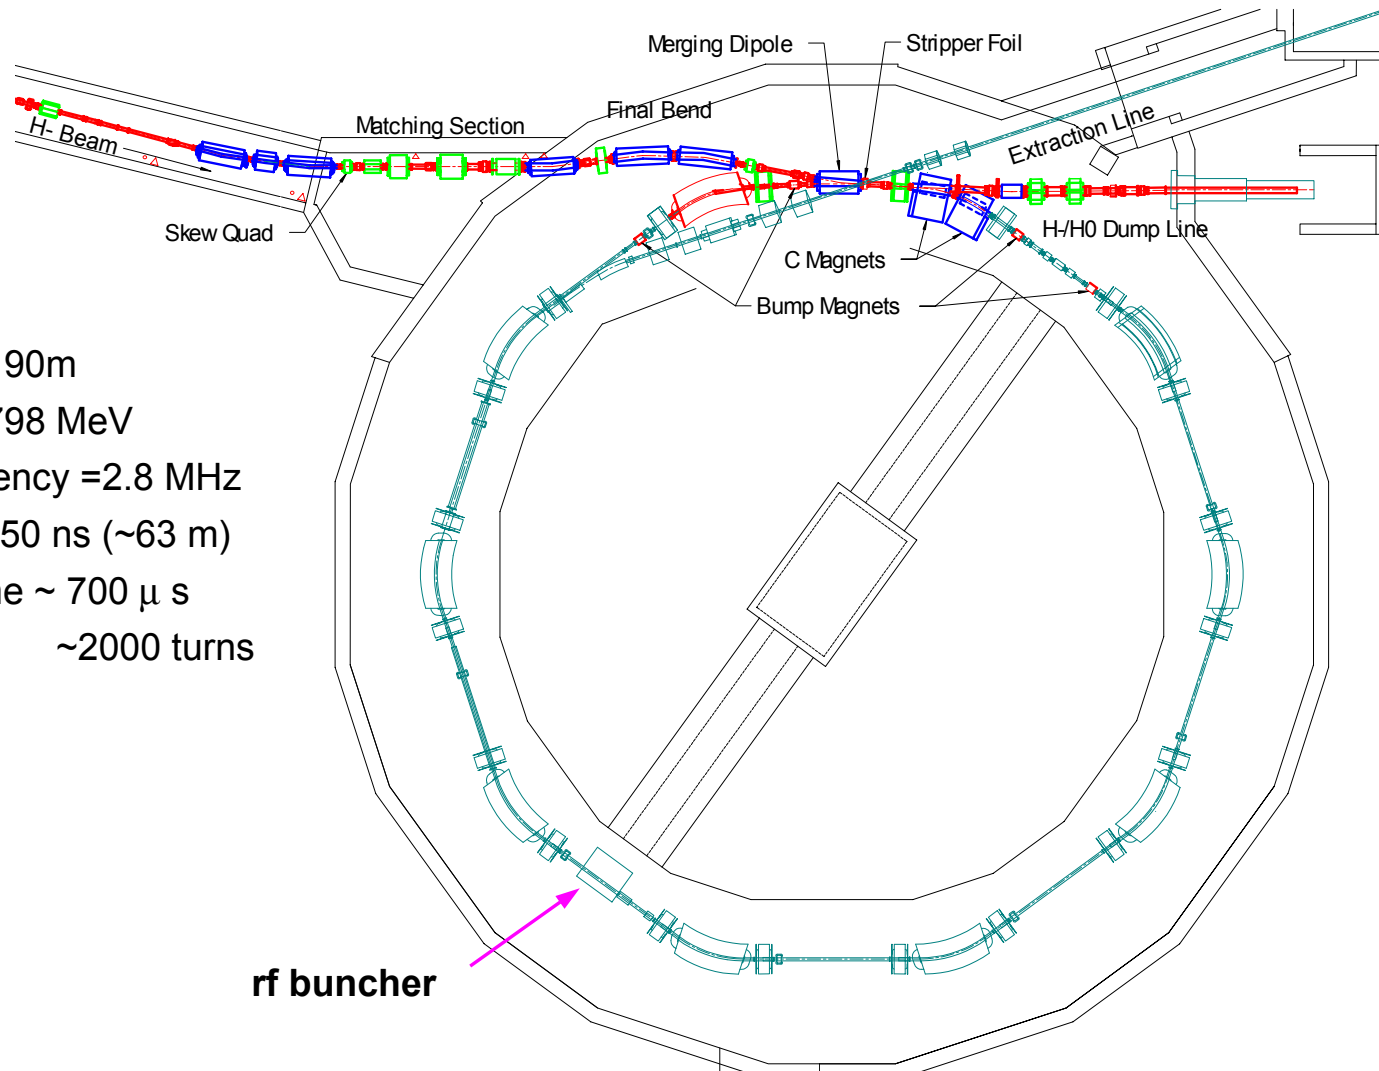 Merging Dipole
Stripper Foil
Final Bend
Matching Section
H- Beam
Extraction Line
Skew Quad
H-/H0 Dump Line
C Magnets
Bump Magnets
90m
798 MeV
ency =2.8 MHz
50 ns (~63 m)
ne ~ 700 μ s
~2000 turns
rf buncher